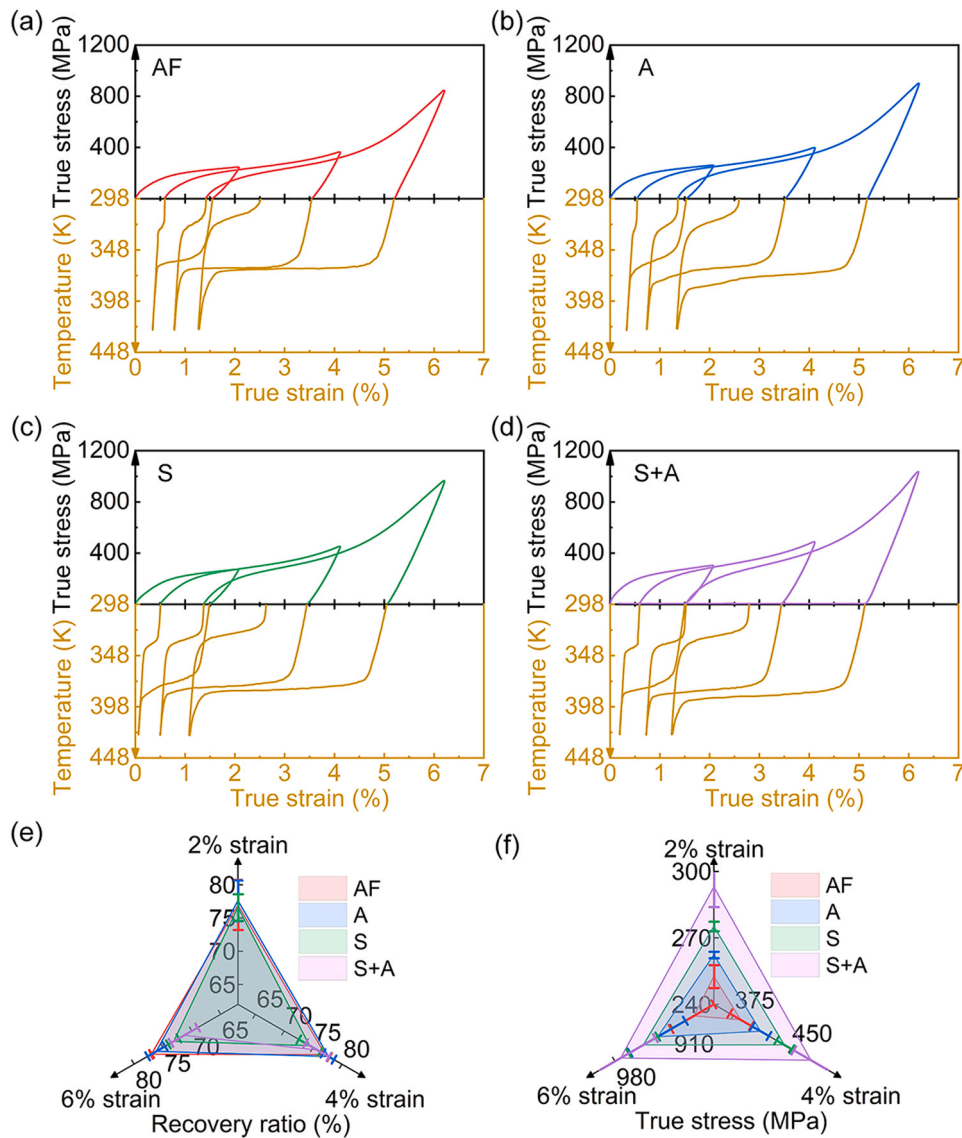 (a)
1200
800
400
298
348
398
448
True stress (MPa)
Temperature (K)
AF
0 1 2 3 4 5 6 7
True strain (%)
(b)
1200
800
400
298
348
398
448
True stress (MPa)
Temperature (K)
A
0 1 2 3 4 5 6 7
True strain (%)
(c)
1200
800
400
298
348
398
448
True stress (MPa)
Temperature (K)
S
0 1 2 3 4 5 6 7
True strain (%)
(d)
1200
800
400
298
348
398
448
True stress (MPa)
Temperature (K)
S+A
0 1 2 3 4 5 6 7
True strain (%)
(e)
2% strain
80
75
70
65
65
70
75
80
65
70
75
80
AF
A
S
S+A
6% strain
4% strain
Recovery ratio (%)
(f)
2% strain
300
270
240
375
450
910
980
AF
A
S
S+A
6% strain
4% strain
True stress (MPa)